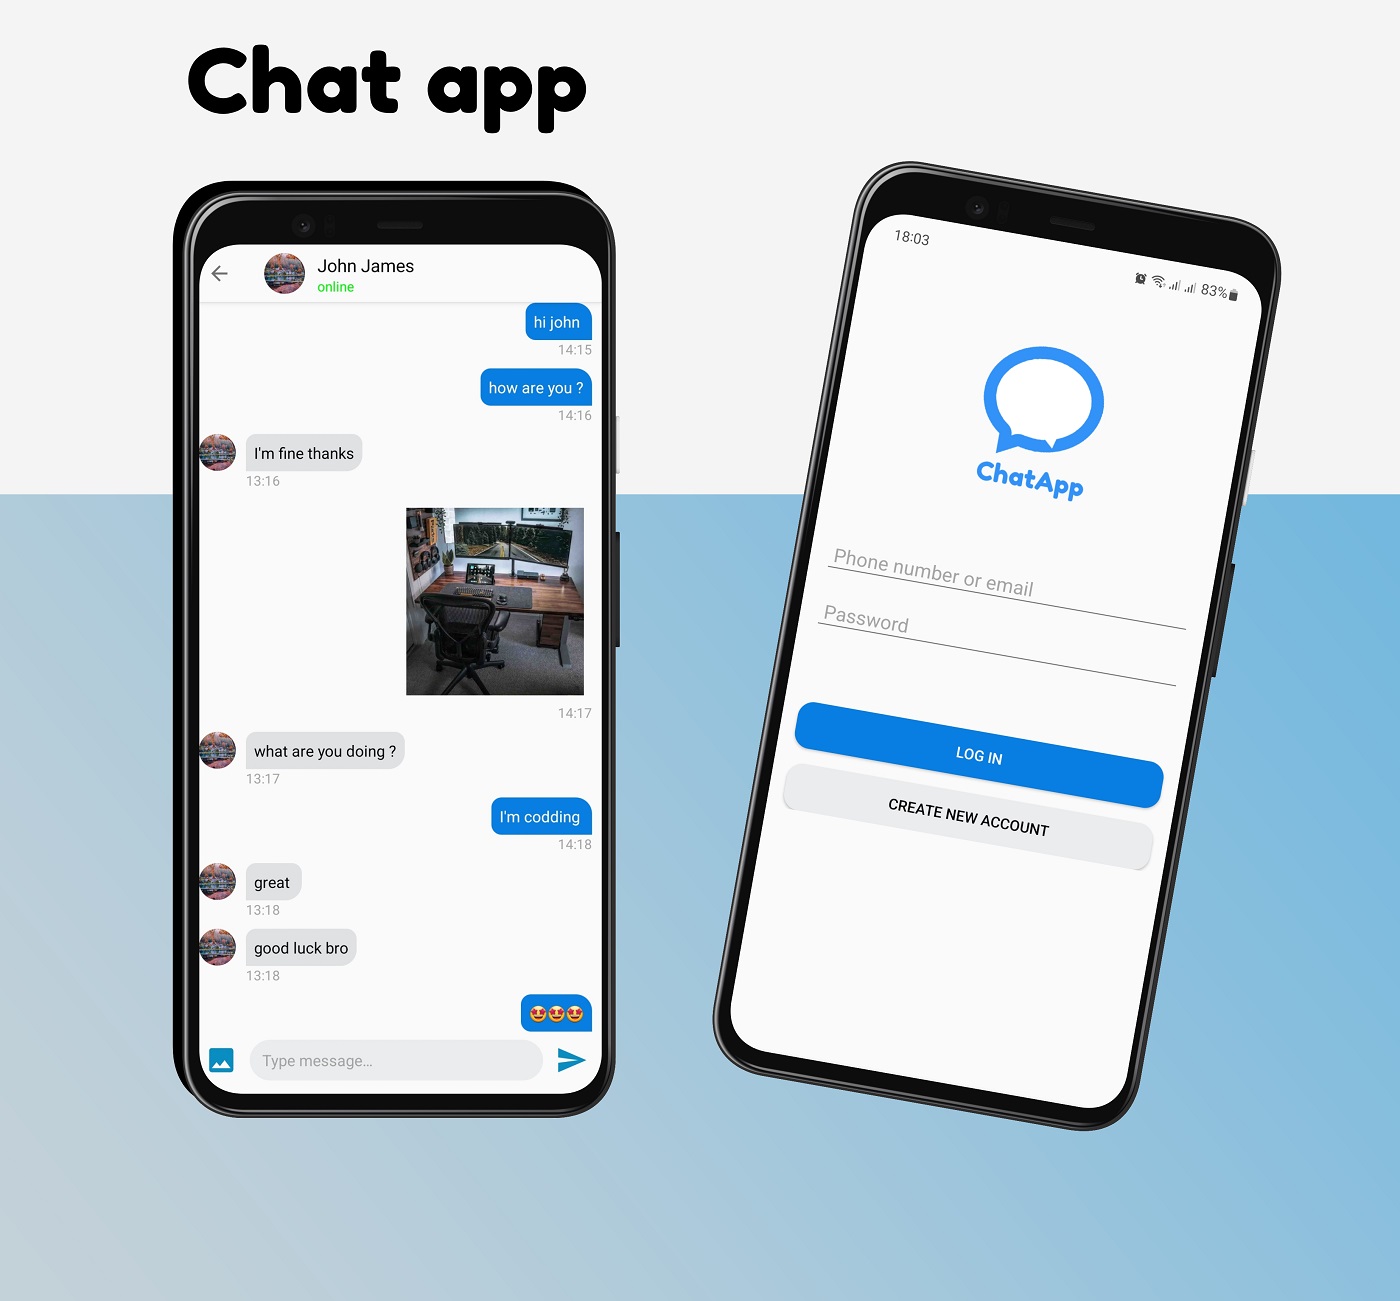 Chat app
John James
online
hi john
14:15
how are you ?
14:16
I'm fine thanks
13:16
14:17
what are you doing ?
13:17
I'm codding
14:18
great
13:18
good luck bro
13:18
🤩🤩🤩
Type message...
18:03
83%
ChatApp
Phone number or email
Password
LOG IN
CREATE NEW ACCOUNT